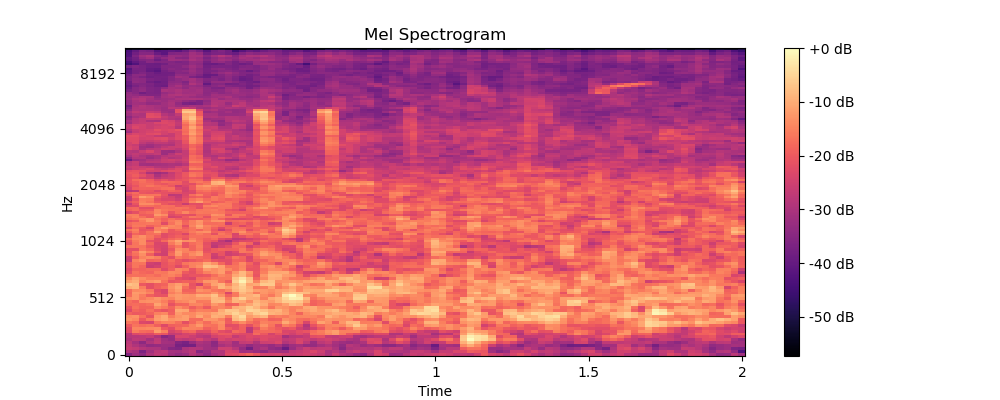 Mel Spectrogram
Hz
8192
4096
2048
1024
512
0
0 0.5 1 1.5 2
Time
+0 dB
-10 dB
-20 dB
-30 dB
-40 dB
-50 dB